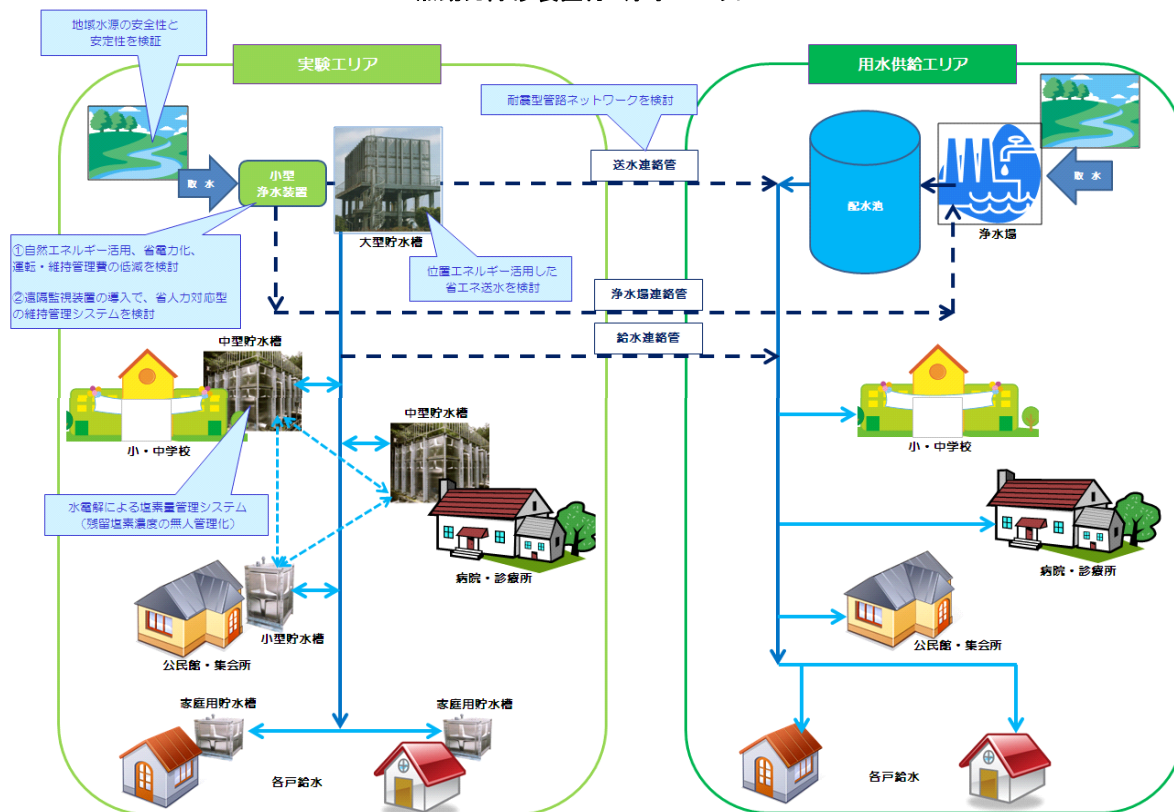 地域水源の安全性と
安定性を検証
実験エリア
用水供給エリア
耐震型管路ネットワークを検討
取 水
小型
浄水装置
大型貯水槽
送水連絡管
配水池
浄水場
取 水
①自然エネルギー活用、省電力化、
運転・維持管理費の低減を検討
②遠隔監視装置の導入で、省人力対応型
の維持管理システムを検討
位置エネルギー活用した
省エネ送水を検討
浄水場連絡管
給水連絡管
中型貯水槽
小・中学校
中型貯水槽
小・中学校
水電解による塩素量管理システム
（残留塩素濃度の無人管理化）
病院・診療所
病院・診療所
小型貯水槽
公民館・集会所
公民館・集会所
家庭用貯水槽
家庭用貯水槽
各戸給水
各戸給水